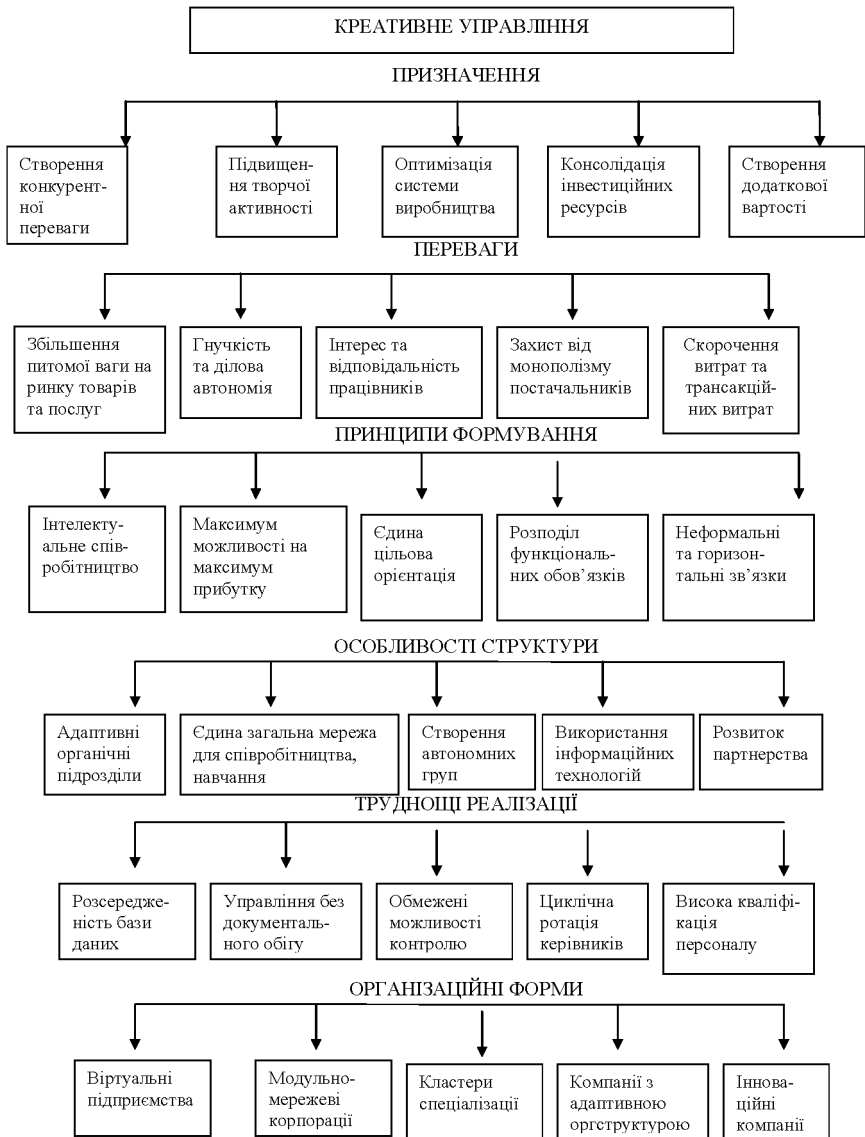 КРЕАТИВНЕ УПРАВЛІННЯ
ПРИЗНАЧЕННЯ
Створення
конкурент-
ної
переваги
Підвищен-
ня творчої
активності
Оптимізація
системи
виробництва
Консолідація
інвестиційних
ресурсів
Створення
додаткової
вартості
ПЕРЕВАГИ
Збільшення
питомої ваги на
ринку товарів
та послуг
Гнучкість
та ділова
автономія
Інтерес та
відповідальність
працівників
Захист від
монополізму
постачальників
Скорочення
витрат та
трансакцій-
них витрат
ПРИНЦИПИ ФОРМУВАННЯ
Інтелекту-
альне спів-
робітництво
Максимум
можливості на
максимум
прибутку
Єдина
цільова
орієнтація
Розподіл
функціональ-
них обов’язків
Неформальні
та горизон-
тальні зв’язки
ОСОБЛИВОСТІ СТРУКТУРИ
Адаптивні
органічні
підрозділи
Єдина загальна мережа
для співробітництва,
навчання
Створення
автономних
груп
Використання
інформаційних
технологій
Розвиток
партнерства
ТРУДНОЩІ РЕАЛІЗАЦІЇ
Розсередже-
ність бази
даних
Управління без
документаль-
ного обігу
Обмежені
можливості
контролю
Циклічна
ротація
керівників
Висока кваліфі-
кація
персоналу
ОРГАНІЗАЦІЙНІ ФОРМИ
Віртуальні
підприємства
Модульно-
мережеві
корпорації
Кластери
спеціалізації
Компанії з
адаптивною
оргструктурою
Іннова-
ційні
компанії